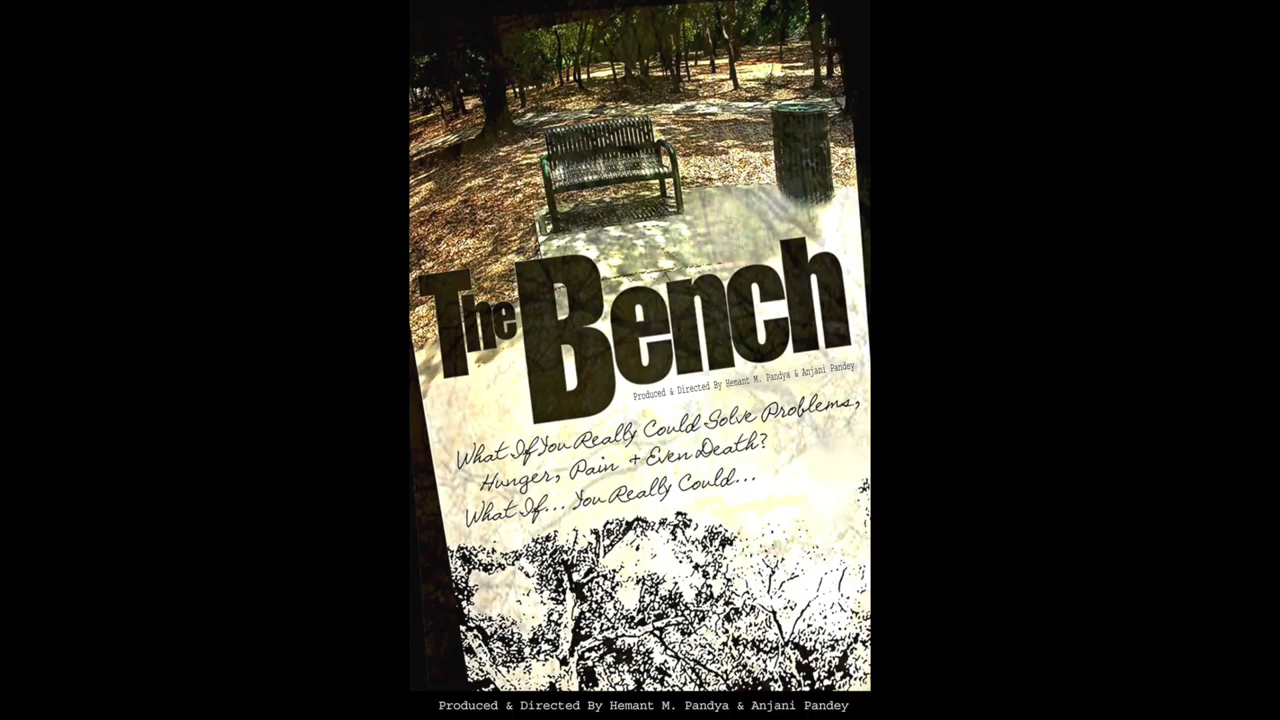 The Bench
Produced & Directed By Hemant M. Pandya & Anjani Pandey
What If You Really Could Solve Problems,
Hunger, Pain + Even Death?
What If... You Really Could...
Produced & Directed By Hemant M. Pandya & Anjani Pandey